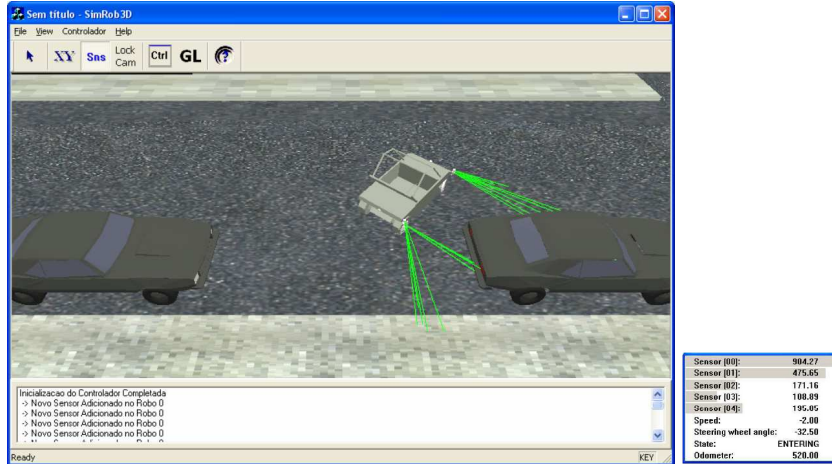 Sem título - SimRob3D
File View Controlador Help
XY Sns Lock Cam Ctrl GL
Inicializacao do Controlador Completada
-> Novo Sensor Adicionado no Robo 0
-> Novo Sensor Adicionado no Robo 0
-> Novo Sensor Adicionado no Robo 0
-> Novo Sensor Adicionado no Robo 0
Ready KEY
Sensor [00]: 904.27
Sensor [01]: 475.65
Sensor [02]: 171.16
Sensor [03]: 108.89
Sensor [04]: 195.05
Speed: -2.00
Steering wheel angle: -32.50
State: ENTERING
Odometer: 520.00